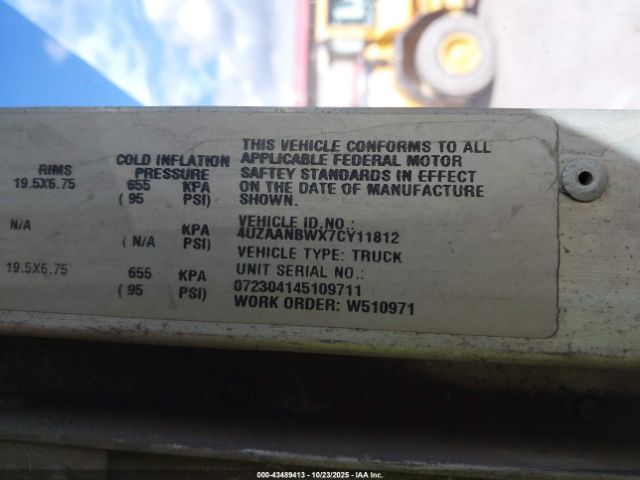 THIS VEHICLE CONFORMS TO ALL
APPLICABLE FEDERAL MOTOR
SAFTEY STANDARDS IN EFFECT
ON THE DATE OF MANUFACTURE
SHOWN.
RIMS
COLD INFLATION
PRESSURE
19.5X6.75
655 KPA
( 95 PSI)
N/A
KPA
( N/A PSI)
19.5X6.75
655 KPA
( 95 PSI)
VEHICLE ID.NO.:
4UZAANBWX7CY11812
VEHICLE TYPE: TRUCK
UNIT SERIAL NO.:
072304145109711
WORK ORDER: W510971
000-43489413 - 10/23/2025 - IAA Inc.